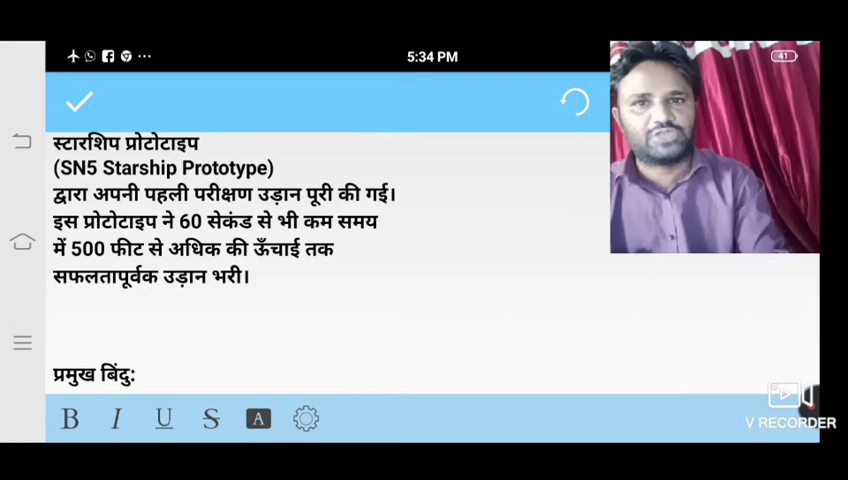 5:34 PM
41
स्टारशिप प्रोटोटाइप
(SN5 Starship Prototype)
द्वारा अपनी पहली परीक्षण उड़ान पूरी की गई।
इस प्रोटोटाइप ने 60 सेकंड से भी कम समय
में 500 फीट से अधिक की ऊँचाई तक
सफलतापूर्वक उड़ान भरी।
प्रमुख बिंदु:
B I U S A
V RECORDER